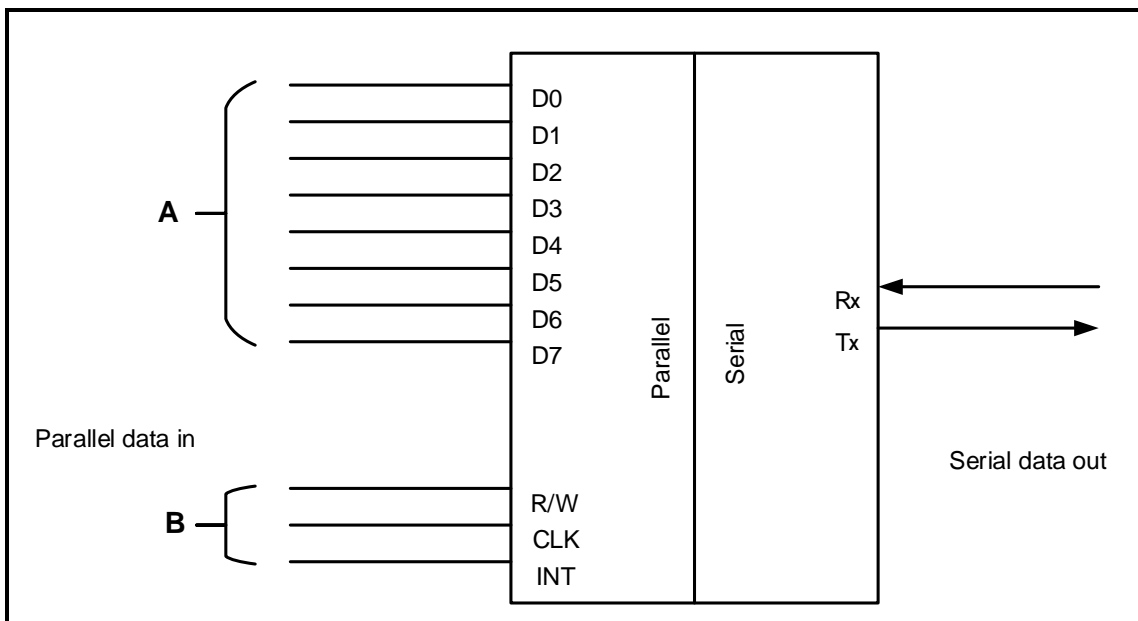 D0
D1
D2
A
D3
D4
D5
D6
D7
Rx
Tx
Parallel
Serial
Parallel data in
Serial data out
R/W
B
CLK
INT